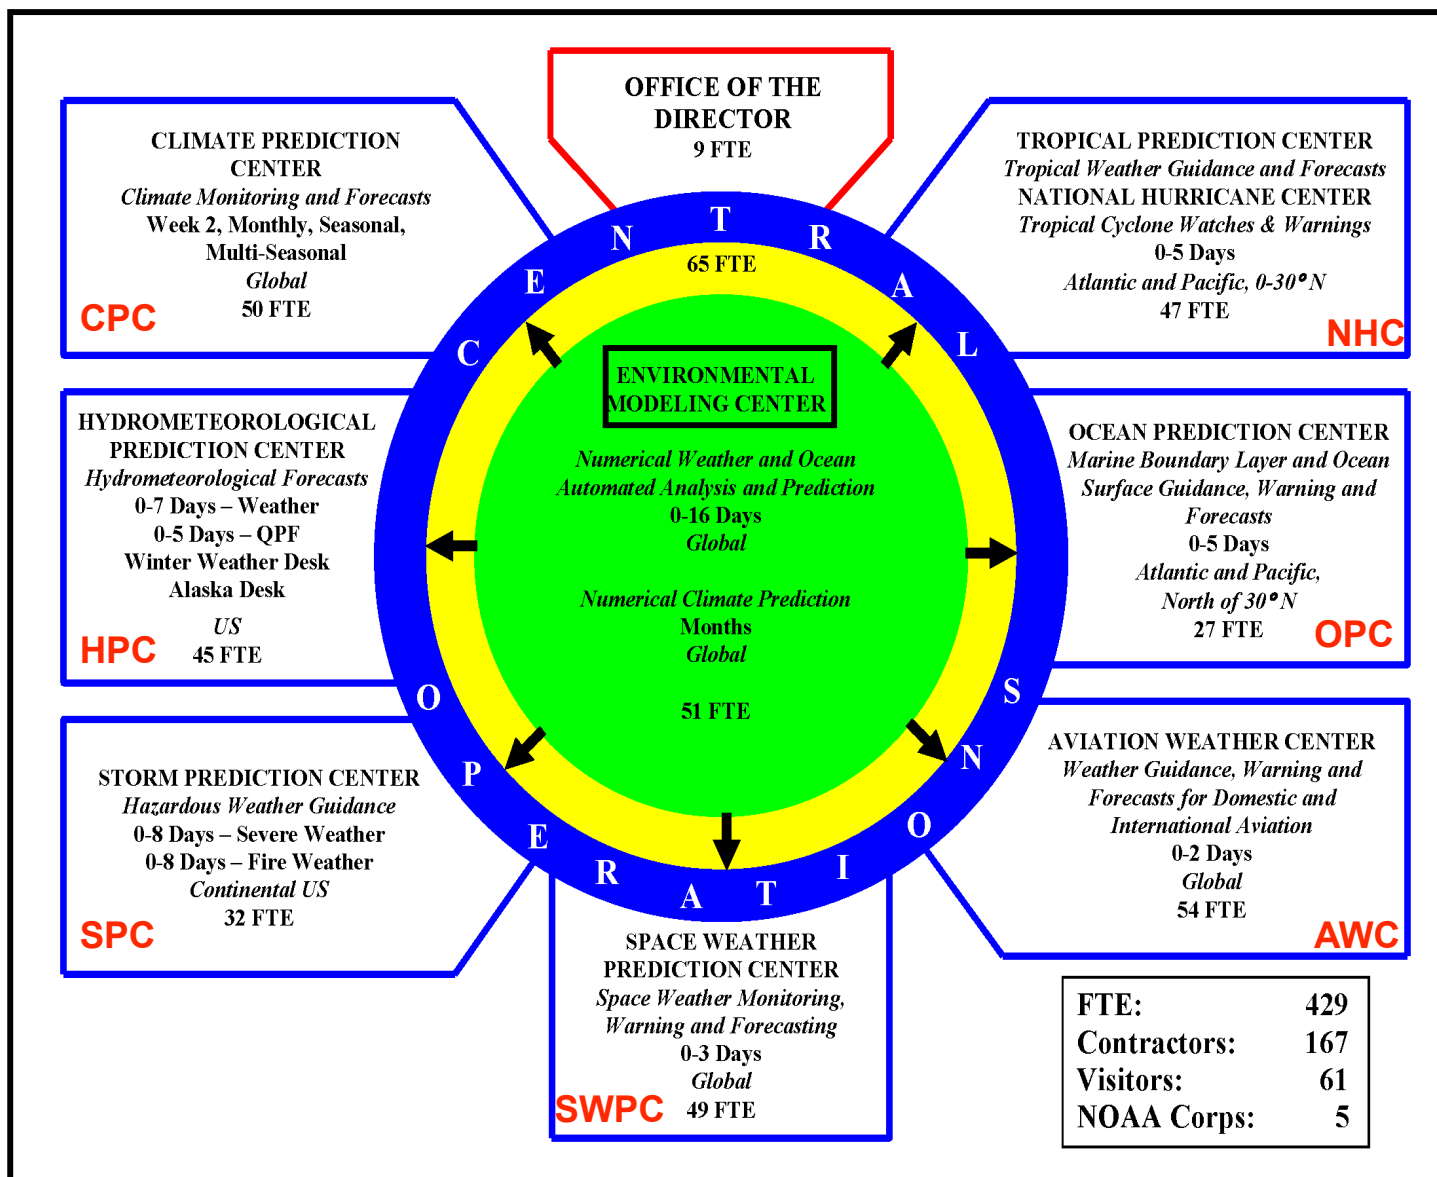 OFFICE OF THE
DIRECTOR
9 FTE
CLIMATE PREDICTION
CENTER
Climate Monitoring and Forecasts
Week 2, Monthly, Seasonal,
Multi-Seasonal
Global
50 FTE
CPC
TROPICAL PREDICTION CENTER
Tropical Weather Guidance and Forecasts
NATIONAL HURRICANE CENTER
Tropical Cyclone Watches & Warnings
0-5 Days
Atlantic and Pacific, 0-30° N
47 FTE
NHC
CENTRAL
OPERATIONS
65 FTE
ENVIRONMENTAL
MODELING CENTER
Numerical Weather and Ocean
Automated Analysis and Prediction
0-16 Days
Global
Numerical Climate Prediction
Months
Global
51 FTE
HYDROMETEOROLOGICAL
PREDICTION CENTER
Hydrometeorological Forecasts
0-7 Days – Weather
0-5 Days – QPF
Winter Weather Desk
Alaska Desk
US
45 FTE
HPC
OCEAN PREDICTION CENTER
Marine Boundary Layer and Ocean
Surface Guidance, Warning and
Forecasts
0-5 Days
Atlantic and Pacific,
North of 30° N
27 FTE
OPC
STORM PREDICTION CENTER
Hazardous Weather Guidance
0-8 Days – Severe Weather
0-8 Days – Fire Weather
Continental US
32 FTE
SPC
AVIATION WEATHER CENTER
Weather Guidance, Warning and
Forecasts for Domestic and
International Aviation
0-2 Days
Global
54 FTE
AWC
SPACE WEATHER
PREDICTION CENTER
Space Weather Monitoring,
Warning and Forecasting
0-3 Days
Global
49 FTE
SWPC
FTE: 429
Contractors: 167
Visitors: 61
NOAA Corps: 5